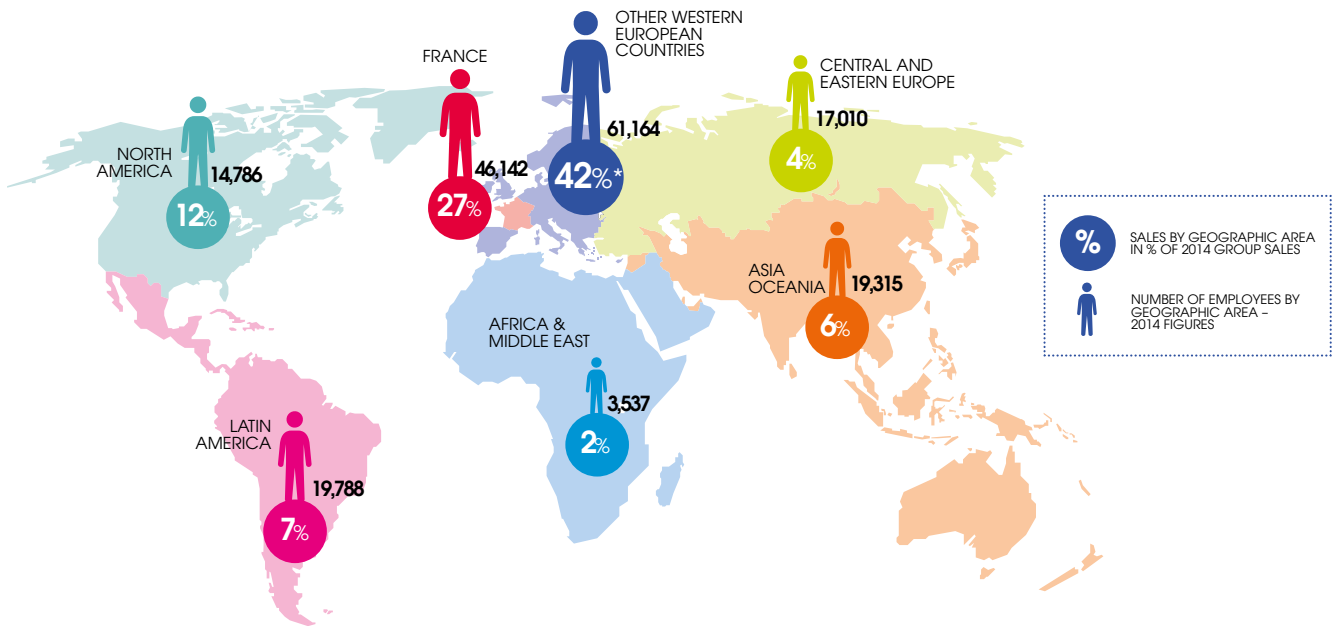 OTHER WESTERN
EUROPEAN
COUNTRIES
61,164
42%*
FRANCE
46,142
27%
CENTRAL AND
EASTERN EUROPE
17,010
4%
NORTH
AMERICA
14,786
12%
ASIA
OCEANIA
19,315
6%
AFRICA &
MIDDLE EAST
3,537
2%
LATIN
AMERICA
19,788
7%
%
SALES BY GEOGRAPHIC AREA
IN % OF 2014 GROUP SALES
NUMBER OF EMPLOYEES BY
GEOGRAPHIC AREA –
2014 FIGURES